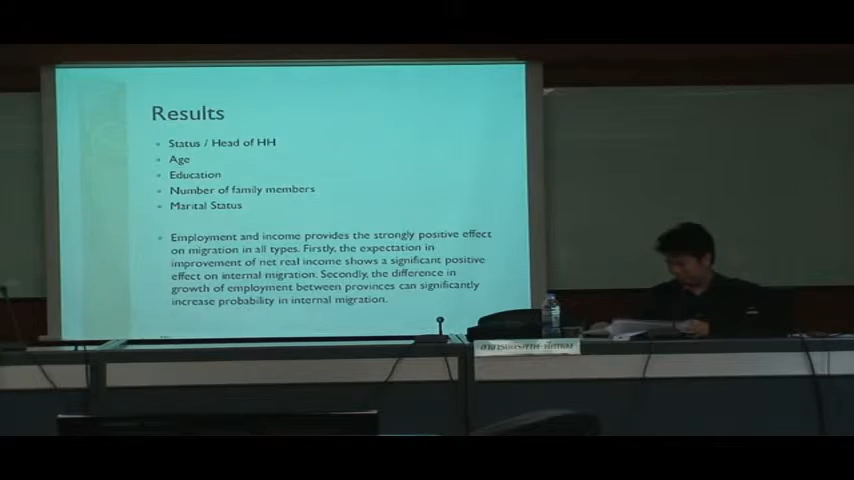 Results
Status / Head of HH
Age
Education
Number of family members
Marital Status
Employment and income provides the strongly positive effect
on migration in all types. Firstly, the expectation in
improvement of net real income shows a significant positive
effect on internal migration. Secondly, the difference in
growth of employment between provinces can significantly
increase probability in internal migration.